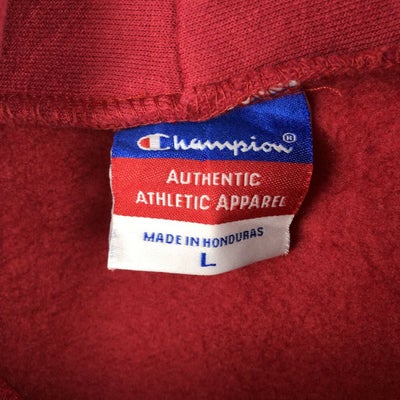 Champion®
AUTHENTIC
ATHLETIC APPAREL
MADE IN HONDURAS
L